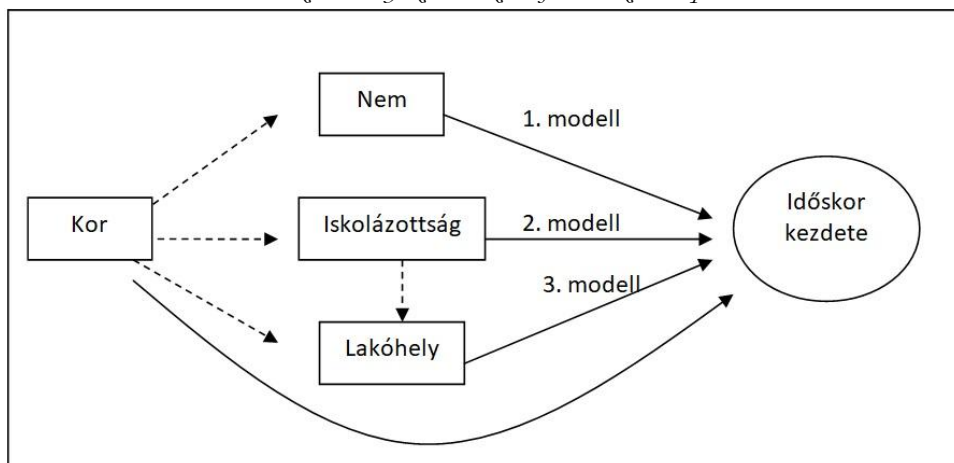 Nem
1. modell
Kor
Iskolázottság
2. modell
Időskor
kezdete
3. modell
Lakóhely